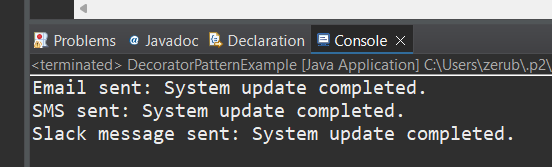 Problems @ Javadoc Declaration Console
<terminated> DecoratorPatternExample [Java Application] C:\Users\zerub\.p2\
Email sent: System update completed.
SMS sent: System update completed.
Slack message sent: System update completed.